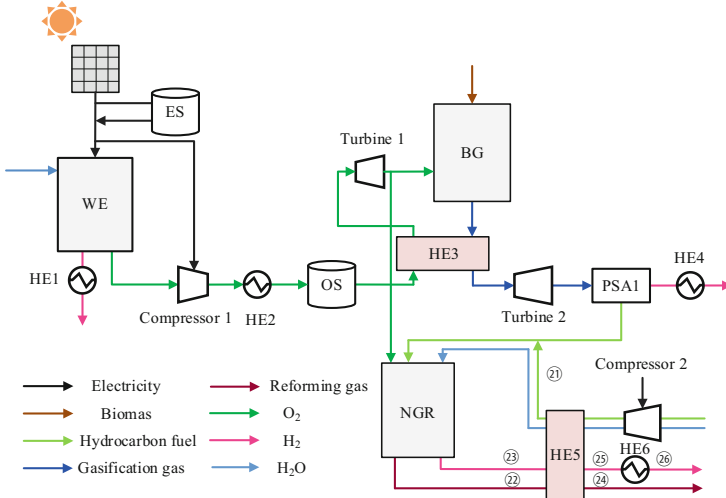 ES
Turbine 1
BG
WE
HE3
HE4
HE1
OS
PSA1
HE2
Compressor 1
Turbine 2
㉑
Compressor 2
Electricity
Reforming gas
NGR
Biomas
O₂
HE6
Hydrocarbon fuel
H₂
㉓
HE5
㉕
㉖
Gasification gas
H₂O
㉒
㉔